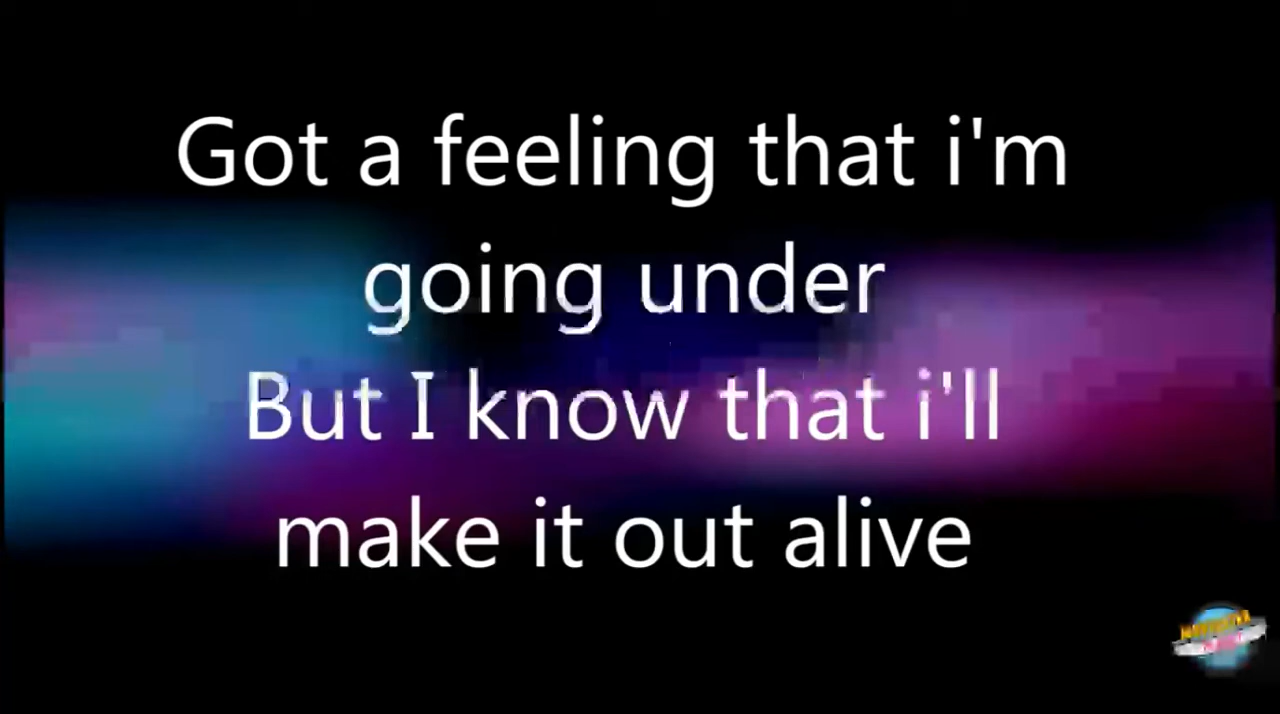 Got a feeling that i'm
going under
But I know that i'll
make it out alive